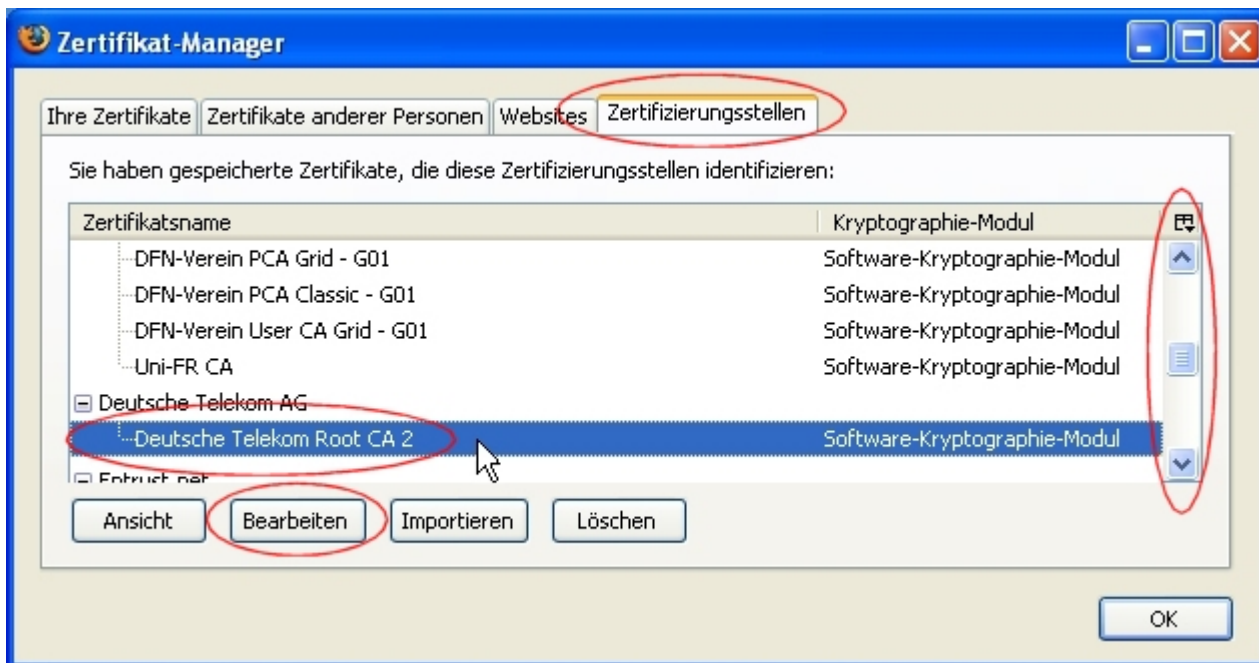 Zertifikat-Manager
Ihre Zertifikate Zertifikate anderer Personen Websites Zertifizierungsstellen
Sie haben gespeicherte Zertifikate, die diese Zertifizierungsstellen identifizieren:
Zertifikatsname Kryptographie-Modul
DFN-Verein PCA Grid - G01 Software-Kryptographie-Modul
DFN-Verein PCA Classic - G01 Software-Kryptographie-Modul
DFN-Verein User CA Grid - G01 Software-Kryptographie-Modul
Uni-FR CA Software-Kryptographie-Modul
Deutsche Telekom AG
Deutsche Telekom Root CA 2 Software-Kryptographie-Modul
Entrust.net
Ansicht Bearbeiten Importieren Löschen
OK